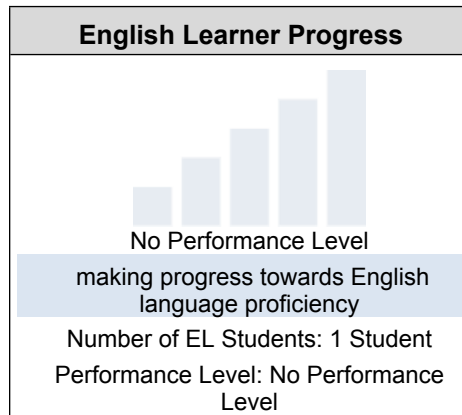 English Learner Progress
No Performance Level
making progress towards English
language proficiency
Number of EL Students: 1 Student
Performance Level: No Performance
Level